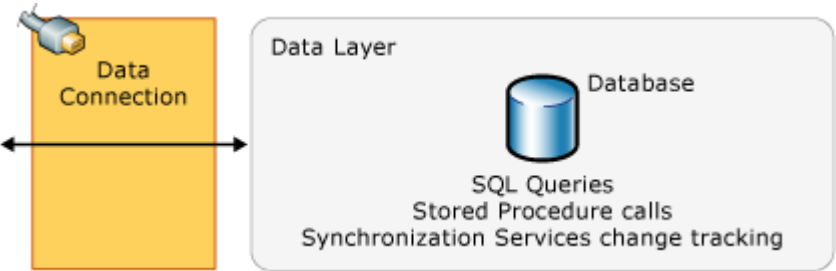 Data
Connection
Data Layer
Database
SQL Queries
Stored Procedure calls
Synchronization Services change tracking